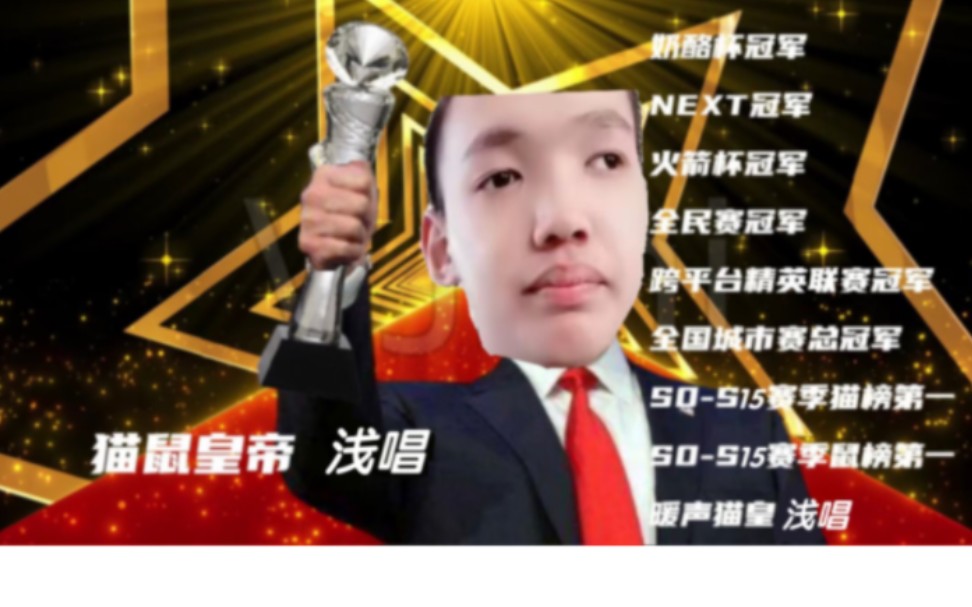 奶酪杯冠军
NEXT冠军
火箭杯冠军
全民赛冠军
跨平台精英联赛冠军
全国城市赛总冠军
SQ-S15赛季猫榜第一
SQ-S15赛季鼠榜第一
暖声猫皇 浅唱
猫鼠皇帝 浅唱